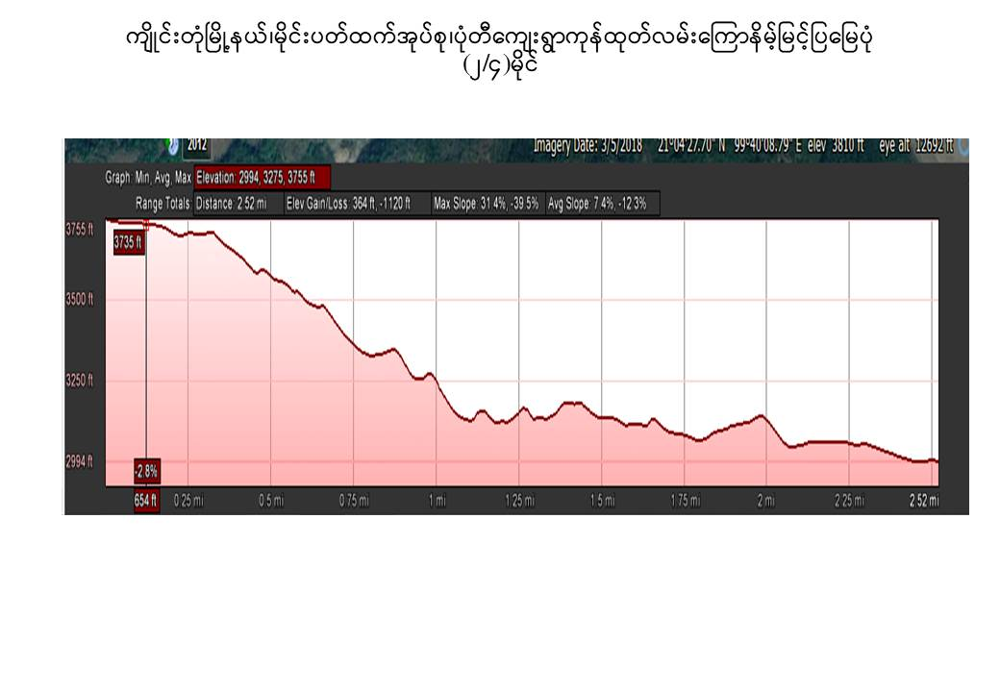 ကျိုင်းတုံမြို့နယ်၊မိုင်းပတ်ထက်အုပ်စု၊ပုံတီကျေးရွာကုန်ထုတ်လမ်းကြောနိမ့်မြင့်ပြမြေပုံ
(၂/၄)မိုင်
2012 Imagery Date: 3/5/2018 21°04'27.70" N 99°40'08.79" E elev 3810 ft eye alt 12692 ft
Graph: Min, Avg, Max Elevation: 2994, 3275, 3755 ft
Range Totals: Distance: 2.52 mi Elev Gain/Loss: 364 ft, -1120 ft Max Slope: 31.4%, -39.5% Avg Slope: 7.4%, -12.3%
3755 ft
3735 ft
3500 ft
3250 ft
2994 ft
-2.8%
654 ft 0.25 mi 0.5 mi 0.75 mi 1 mi 1.25 mi 1.5 mi 1.75 mi 2 mi 2.25 mi 2.52 mi